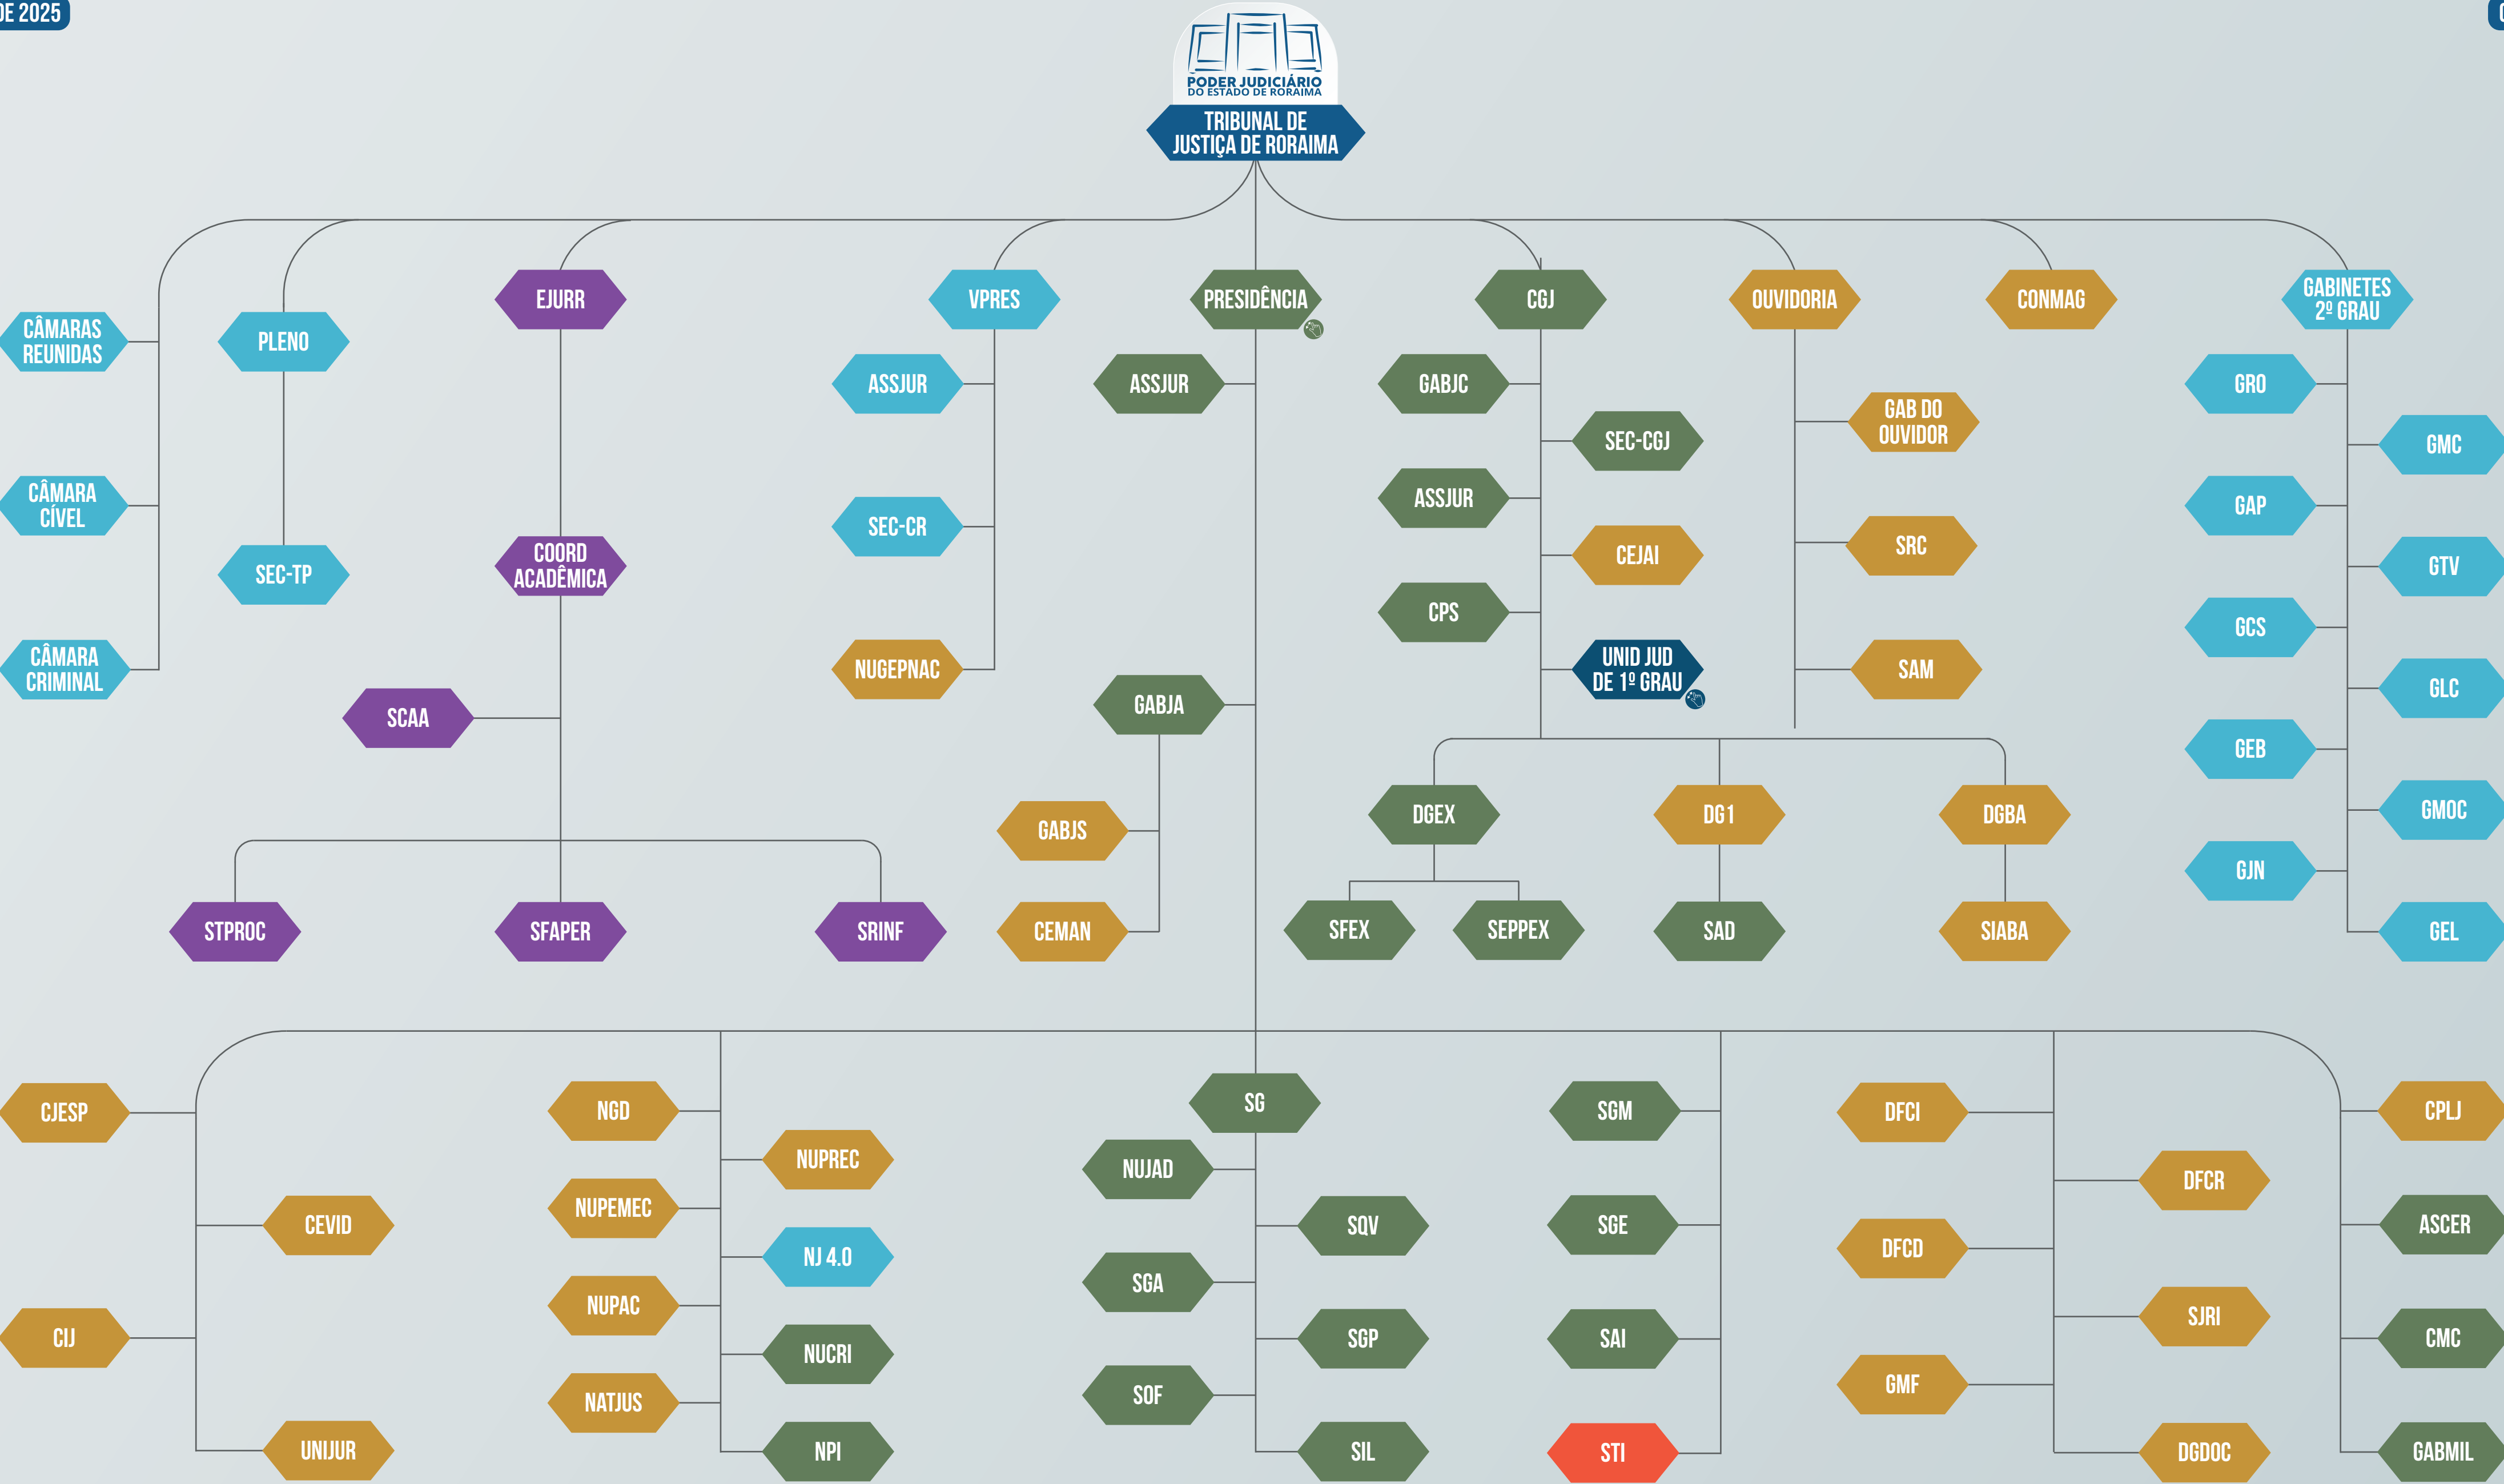 DE 2025
PODER JUDICIÁRIO
DO ESTADO DE RORAIMA
TRIBUNAL DE
JUSTIÇA DE RORAIMA
EJURR
VPRES
PRESIDÊNCIA
CGJ
OUVIDORIA
CONMAG
GABINETES
2º GRAU
CÂMARAS
REUNIDAS
PLENO
ASSJUR
ASSJUR
GABJC
GRO
GAB DO
OUVIDOR
SEC-CGJ
GMC
CÂMARA
CÍVEL
ASSJUR
GAP
SEC-CR
SRC
COORD
ACADÊMICA
CEJAI
GTV
SEC-TP
CPS
GCS
CÂMARA
CRIMINAL
NUGEPNAC
UNID JUD
DE 1º GRAU
SAM
GLC
SCAA
GABJA
GEB
DGEX
DG1
DGBA
GMOC
GABJS
GJN
STPROC
SFAPER
SRINF
CEMAN
SFEX
SEPPEX
SAD
SIABA
GEL
CJESP
NGD
SG
SGM
DFCI
CPLJ
NUPREC
NUJAD
DFCR
NUPEMEC
CEVID
SQV
SGE
ASCER
NJ 4.0
DFCD
SGA
NUPAC
SJRI
CIJ
NUCRI
SGP
SAI
CMC
GMF
NATJUS
SOF
UNIJUR
NPI
SIL
STI
DGDOC
GABMIL